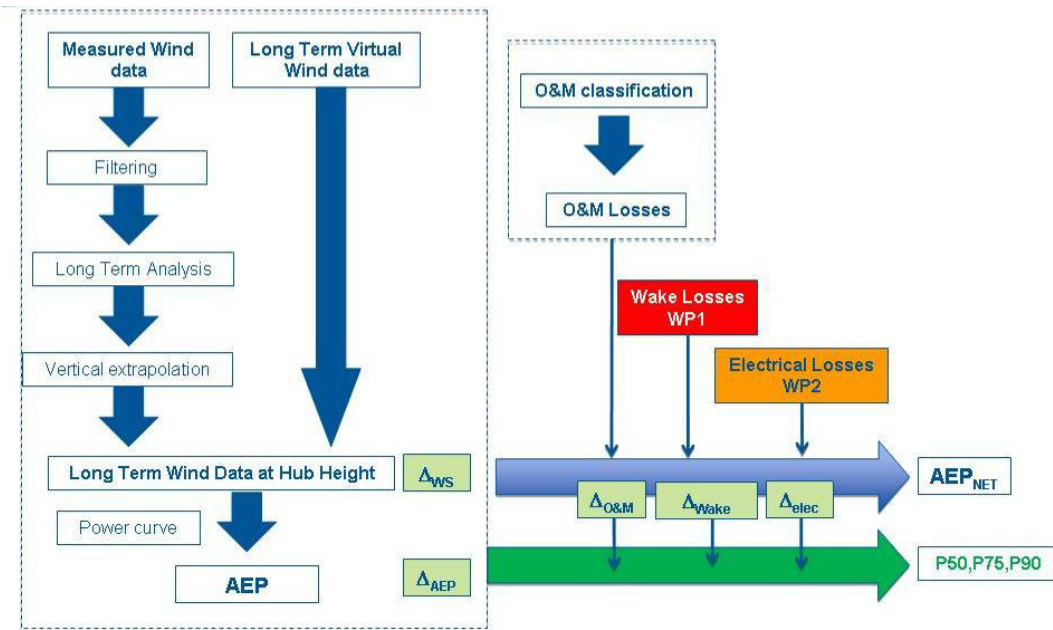 Measured Wind
data
Long Term Virtual
Wind data
Filtering
Long Term Analysis
Vertical extrapolation
Long Term Wind Data at Hub Height
ΔWS
Power curve
AEP
ΔAEP
O&M classification
O&M Losses
Wake Losses
WP1
Electrical Losses
WP2
AEPNET
ΔO&M
ΔWake
Δelec
P50,P75,P90